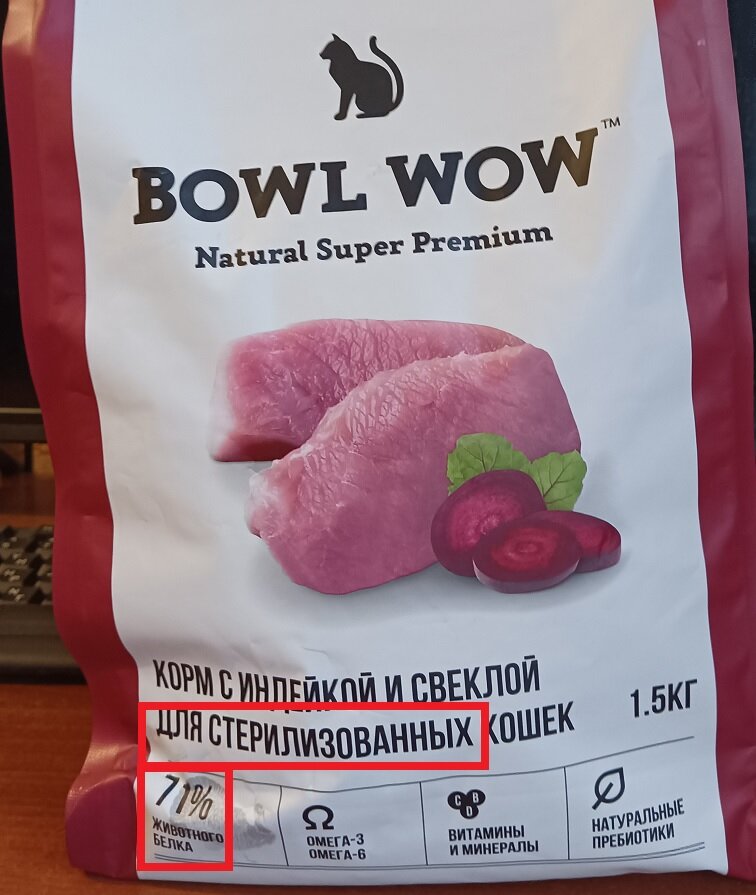 BOWL WOW™
Natural Super Premium
КОРМ С ИНДЕЙКОЙ И СВЕКЛОЙ
ДЛЯ СТЕРИЛИЗОВАННЫХ КОШЕК
1.5КГ
71%
ЖИВОТНОГО
БЕЛКА
Ω
ОМЕГА-3
ОМЕГА-6
C B
D
ВИТАМИНЫ
И МИНЕРАЛЫ
НАТУРАЛЬНЫЕ
ПРЕБИОТИКИ